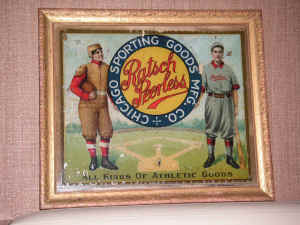 CHICAGO SPORTING GOODS MFG. CO.
Ratsch
Peerless
ALL KINDS OF ATHLETIC GOODS